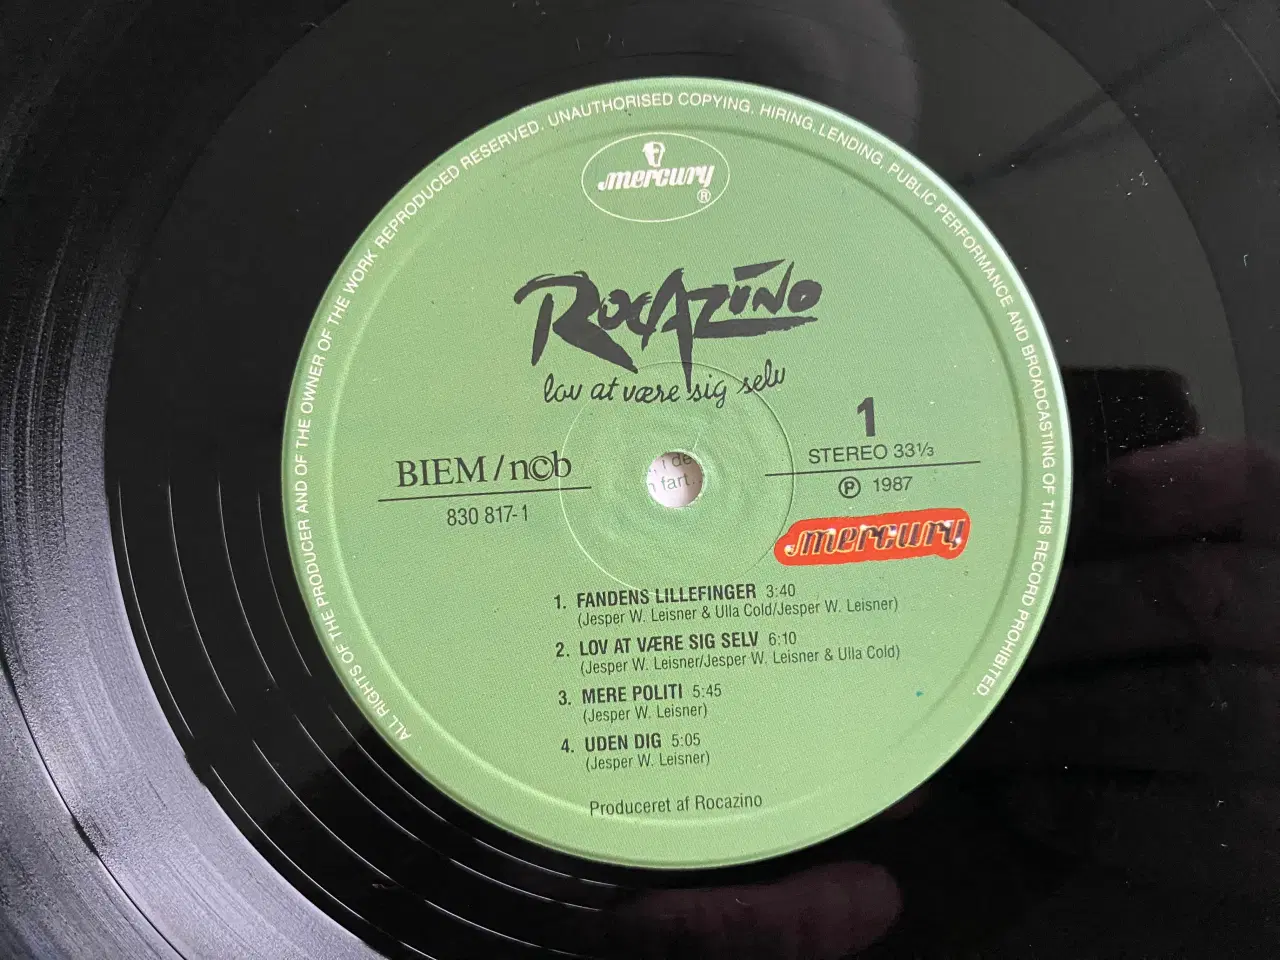 ALL RIGHTS OF THE PRODUCER AND OF THE OWNER OF THE WORK REPRODUCED RESERVED. UNAUTHORISED COPYING, HIRING, LENDING, PUBLIC PERFORMANCE AND BROADCASTING OF THIS RECORD PROHIBITED.
mercury
®
ROCAZINO
lov at være sig selv
1
STEREO 33⅓
BIEM/n©b
℗ 1987
830 817-1
i de
fart.
mercury
1. FANDENS LILLEFINGER 3:40
(Jesper W. Leisner & Ulla Cold/Jesper W. Leisner)
2. LOV AT VÆRE SIG SELV 6:10
(Jesper W. Leisner/Jesper W. Leisner & Ulla Cold)
3. MERE POLITI 5:45
(Jesper W. Leisner)
4. UDEN DIG 5:05
(Jesper W. Leisner)
Produceret af Rocazino